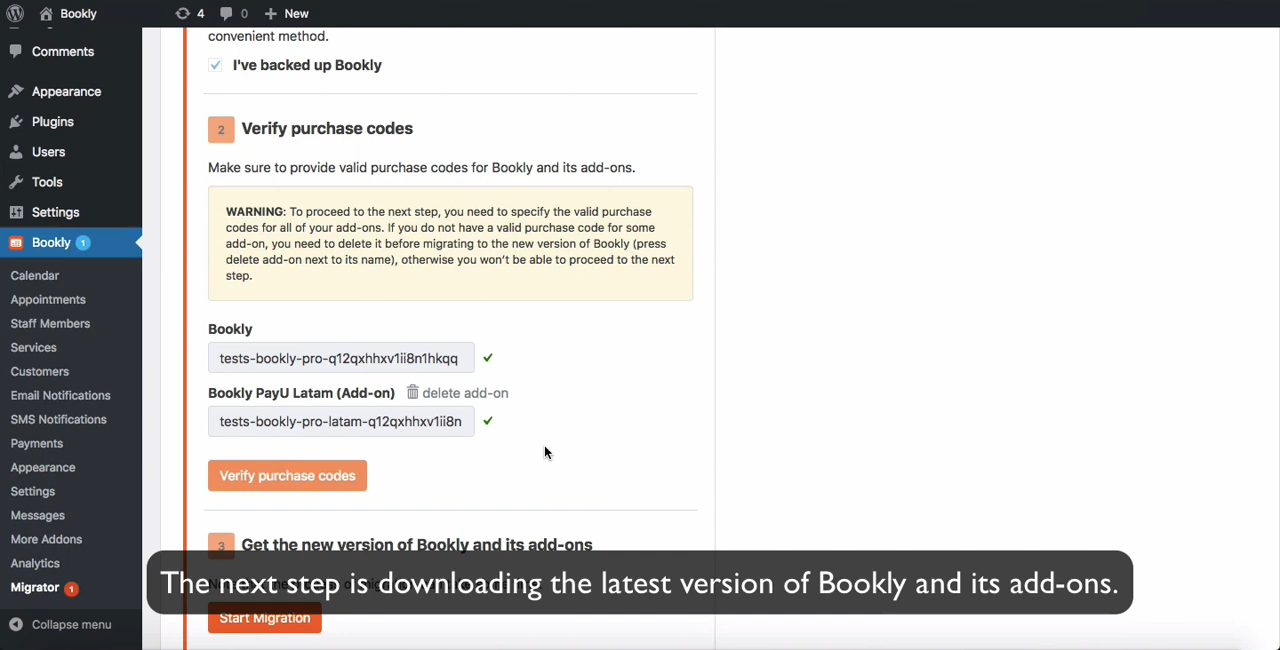 Bookly 4 0 New
Comments
Appearance
Plugins
Users
Tools
Settings
Bookly 1
Calendar
Appointments
Staff Members
Services
Customers
Email Notifications
SMS Notifications
Payments
Appearance
Settings
Messages
More Addons
Analytics
Migrator 1
Collapse menu
convenient method.
I've backed up Bookly
2 Verify purchase codes
Make sure to provide valid purchase codes for Bookly and its add-ons.
WARNING: To proceed to the next step, you need to specify the valid purchase
codes for all of your add-ons. If you do not have a valid purchase code for some
add-on, you need to delete it before migrating to the new version of Bookly (press
delete add-on next to its name), otherwise you won't be able to proceed to the next
step.
Bookly
tests-bookly-pro-q12qxhhxv1ii8n1hkqq
Bookly PayU Latam (Add-on) delete add-on
tests-bookly-pro-latam-q12qxhhxv1ii8n
Verify purchase codes
3 Get the new version of Bookly and its add-ons
The next step is downloading the latest version of Bookly and its add-ons.
Start Migration